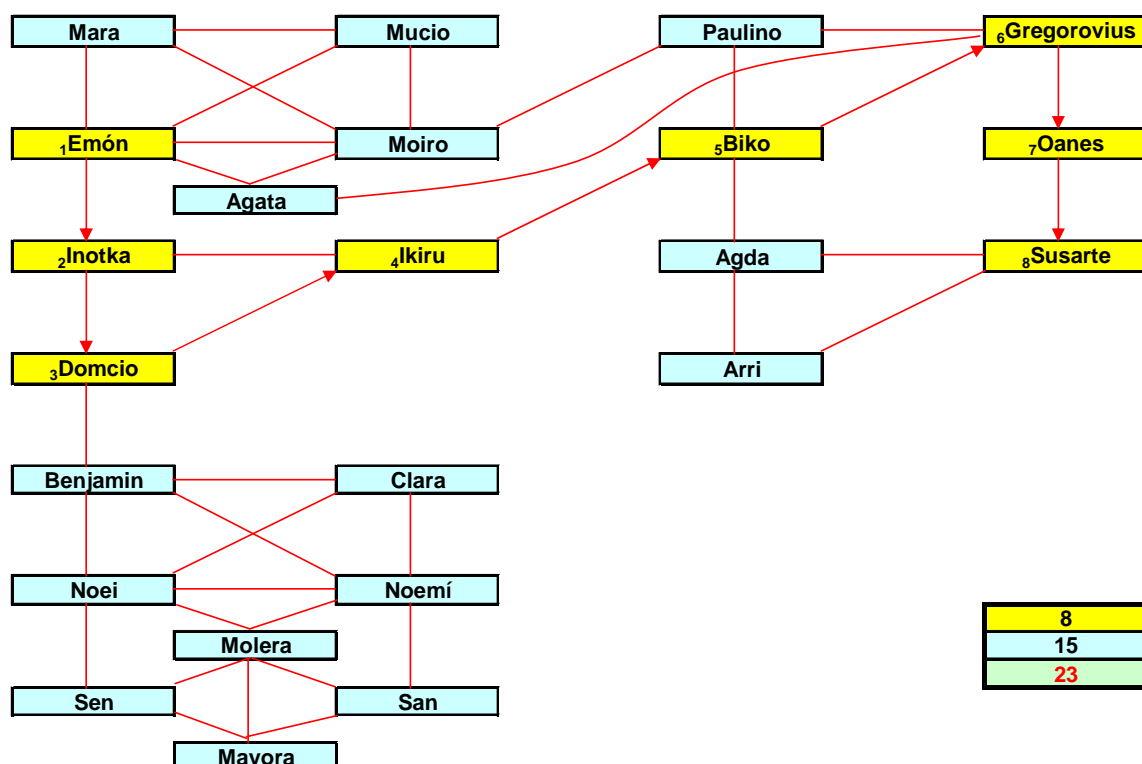 Mara Mucio Paulino ₆Gregorovius
₁Emón Moiro ₅Biko ₇Oanes
Agata
₂Inotka ₄Ikiru Agda ₈Susarte
₃Domcio Arri
Benjamin Clara
Noei Noemí
8
Molera 15
23
Sen San
Mayora